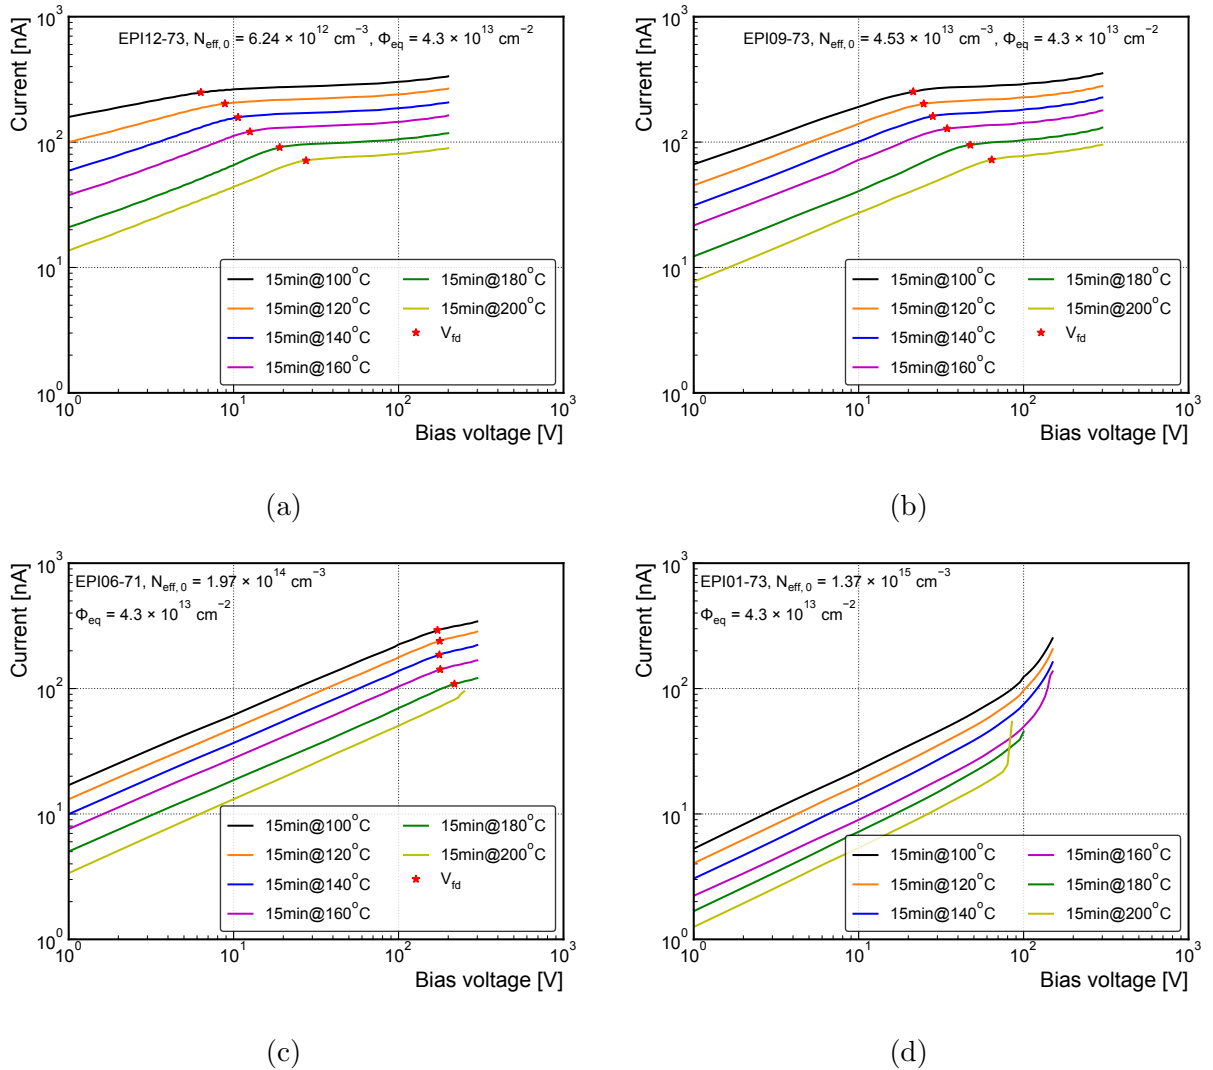 EPI12-73, N_eff, 0 = 6.24 × 10^12 cm^−3, Φ_eq = 4.3 × 10^13 cm^−2
Current [nA]
10^3
10^2
10^1
10^0
15min@100°C
15min@120°C
15min@140°C
15min@160°C
15min@180°C
15min@200°C
V_fd
10^0 10^1 10^2 10^3
Bias voltage [V]
(a)
EPI09-73, N_eff, 0 = 4.53 × 10^13 cm^−3, Φ_eq = 4.3 × 10^13 cm^−2
Current [nA]
10^3
10^2
10^1
10^0
15min@100°C
15min@120°C
15min@140°C
15min@160°C
15min@180°C
15min@200°C
V_fd
10^0 10^1 10^2 10^3
Bias voltage [V]
(b)
EPI06-71, N_eff, 0 = 1.97 × 10^14 cm^−3
Φ_eq = 4.3 × 10^13 cm^−2
Current [nA]
10^3
10^2
10^1
10^0
15min@100°C
15min@120°C
15min@140°C
15min@160°C
15min@180°C
15min@200°C
V_fd
10^0 10^1 10^2 10^3
Bias voltage [V]
(c)
EPI01-73, N_eff, 0 = 1.37 × 10^15 cm^−3
Φ_eq = 4.3 × 10^13 cm^−2
Current [nA]
10^3
10^2
10^1
10^0
15min@100°C
15min@120°C
15min@140°C
15min@160°C
15min@180°C
15min@200°C
10^0 10^1 10^2 10^3
Bias voltage [V]
(d)